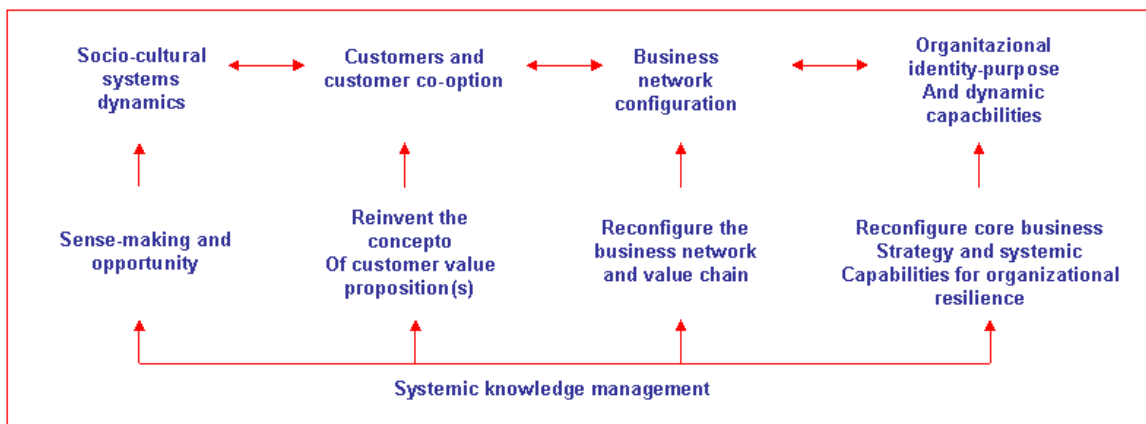 Socio-cultural
systems
dynamics
Customers and
customer co-option
Business
network
configuration
Organitazional
identity-purpose
And dynamic
capacbilities
Sense-making and
opportunity
Reinvent the
concepto
Of customer value
proposition(s)
Reconfigure the
business network
and value chain
Reconfigure core business
Strategy and systemic
Capabilities for organizational
resilience
Systemic knowledge management